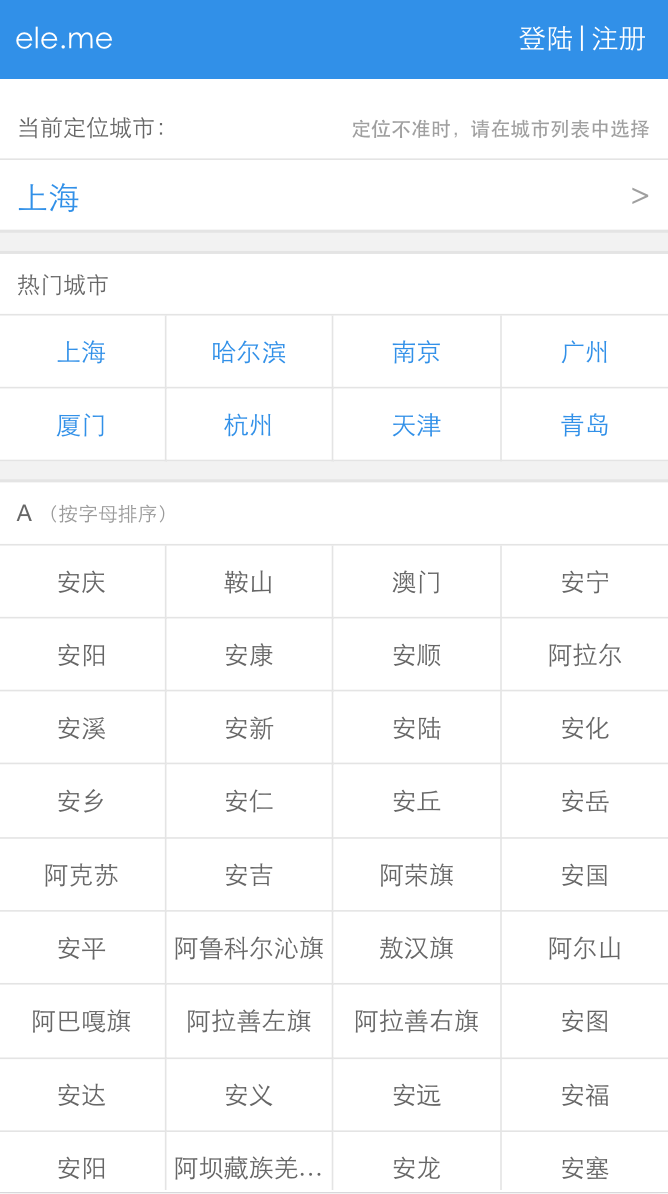 ele.me 登陆|注册
当前定位城市： 定位不准时，请在城市列表中选择
上海 >
热门城市
上海 哈尔滨 南京 广州
厦门 杭州 天津 青岛
A （按字母排序）
安庆 鞍山 澳门 安宁
安阳 安康 安顺 阿拉尔
安溪 安新 安陆 安化
安乡 安仁 安丘 安岳
阿克苏 安吉 阿荣旗 安国
安平 阿鲁科尔沁旗 敖汉旗 阿尔山
阿巴嘎旗 阿拉善左旗 阿拉善右旗 安图
安达 安义 安远 安福
安阳 阿坝藏族羌… 安龙 安塞